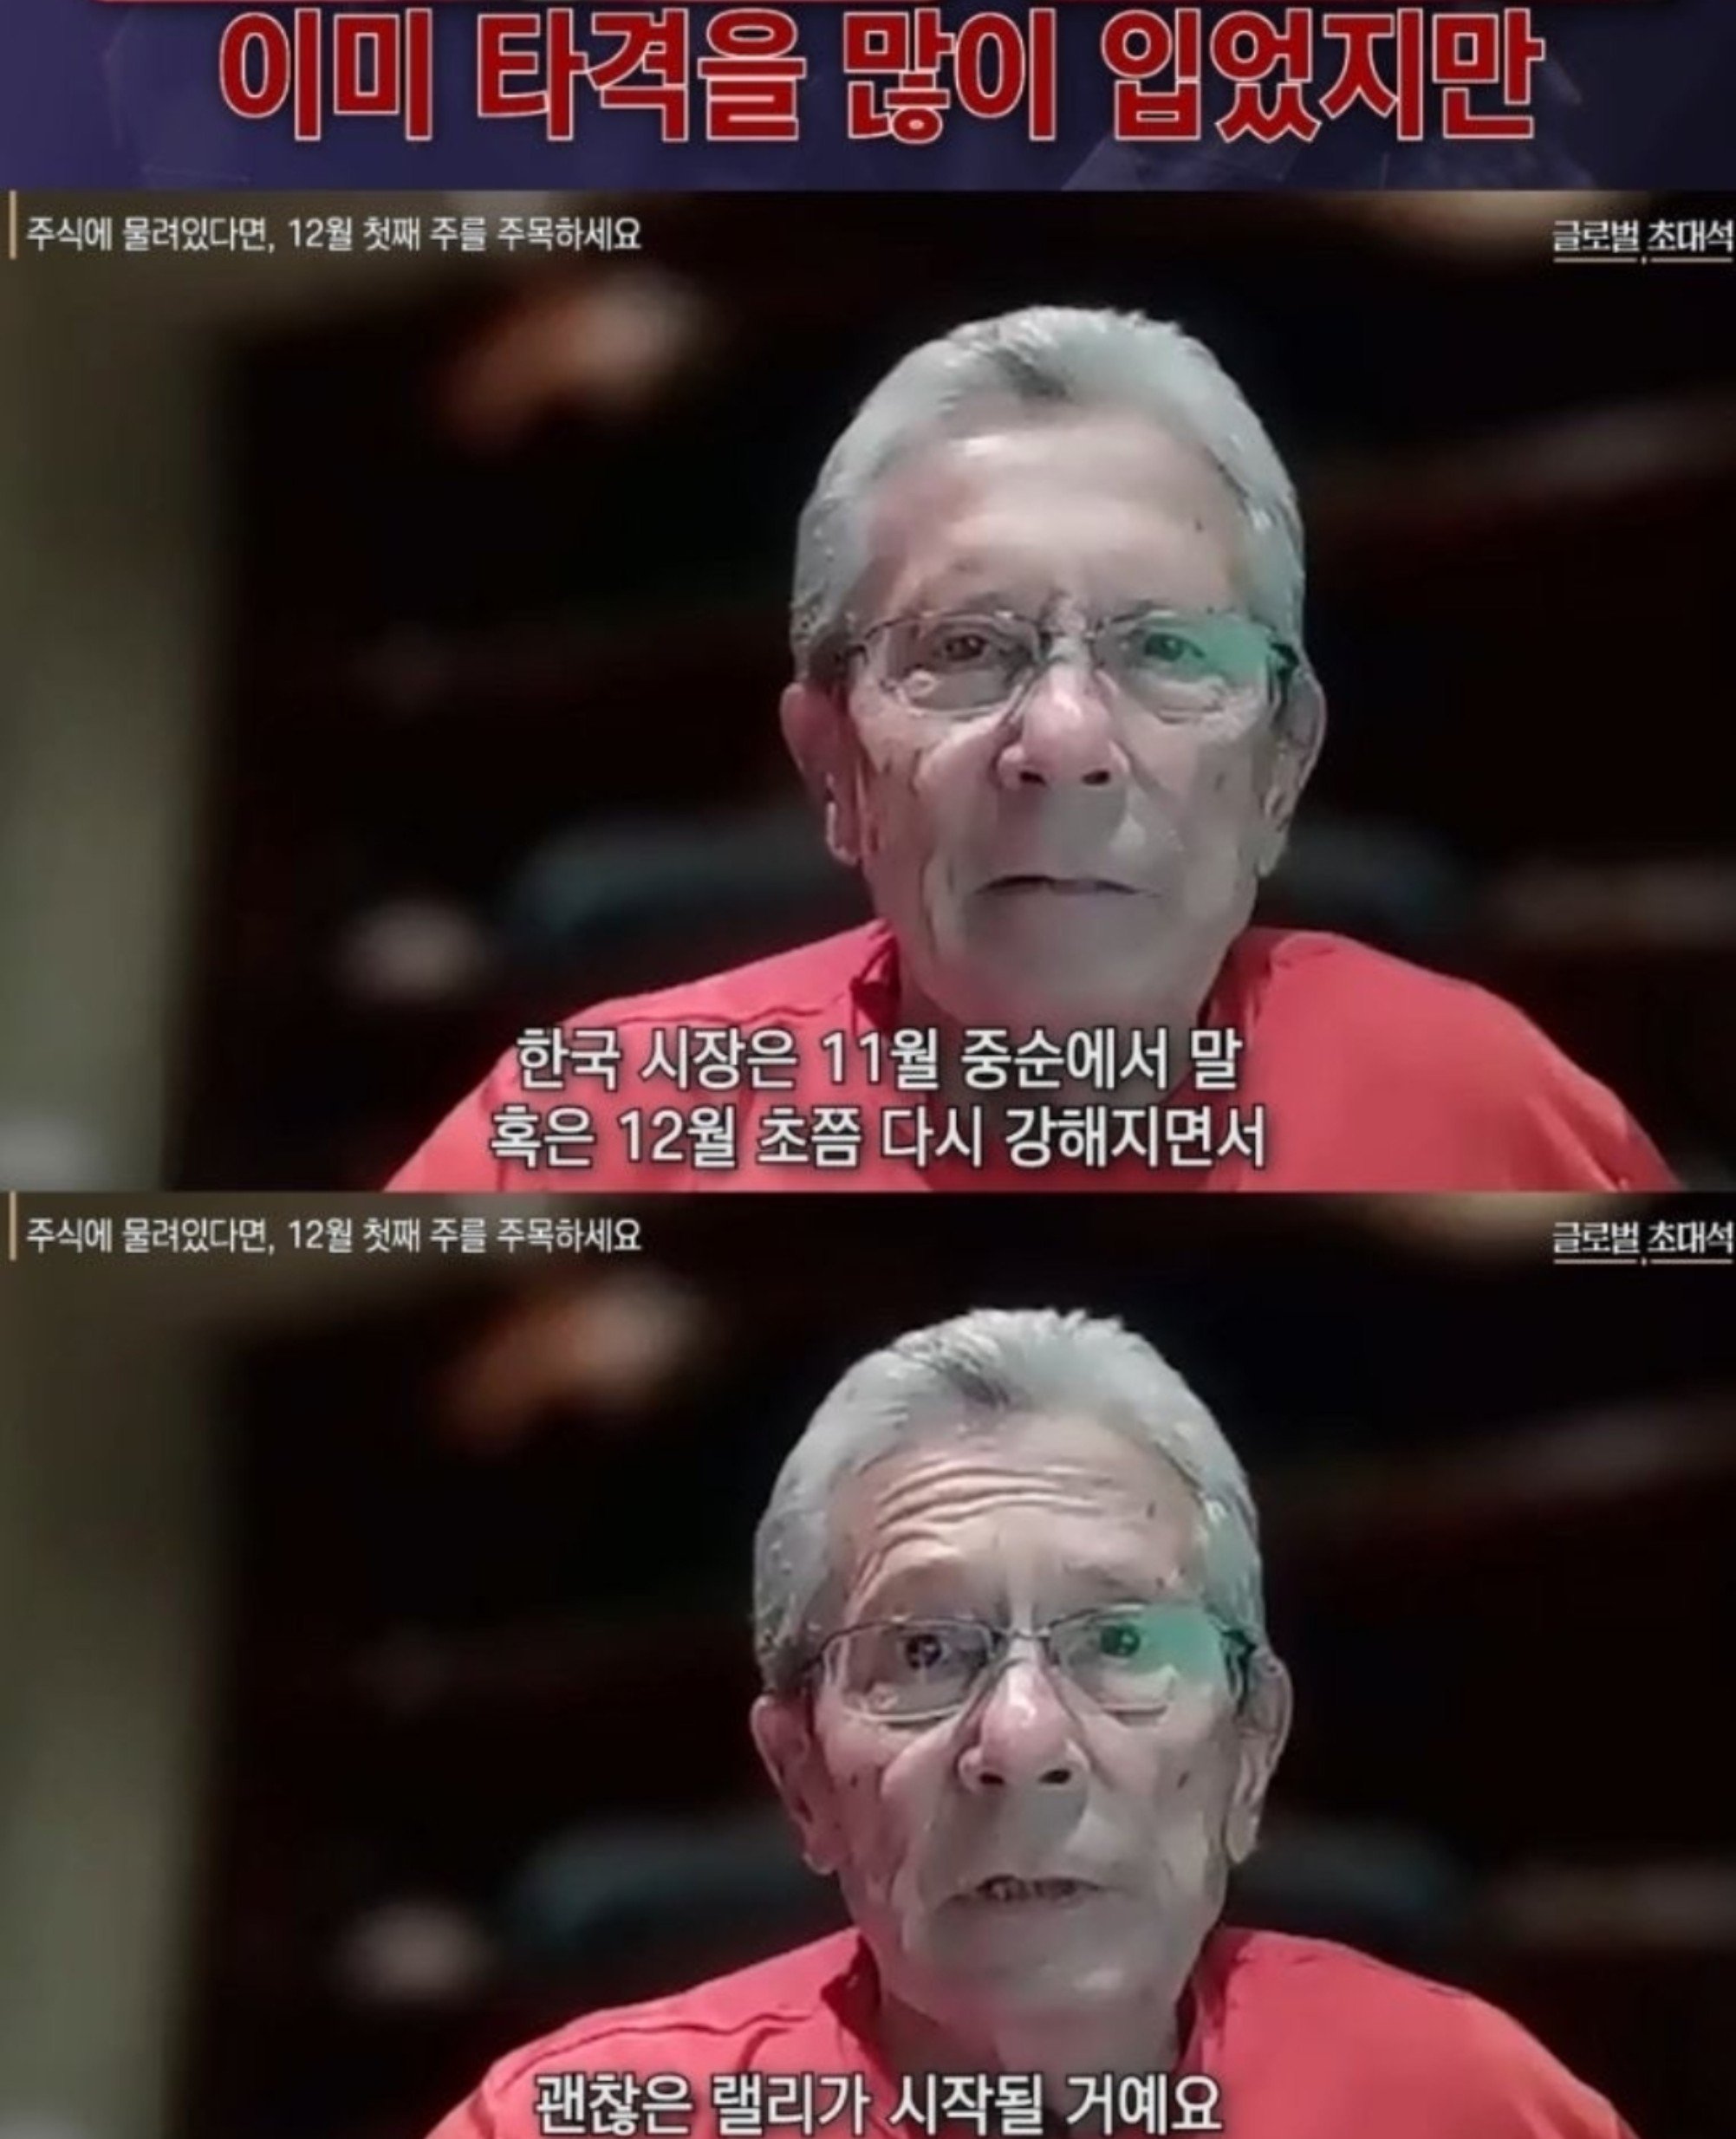 이미 타격을 많이 입었지만
주식에 물려있다면, 12월 첫째 주를 주목하세요
글로벌 초대석
한국 시장은 11월 중순에서 말
혹은 12월 초쯤 다시 강해지면서
주식에 물려있다면, 12월 첫째 주를 주목하세요
글로벌 초대석
괜찮은 랠리가 시작될 거예요